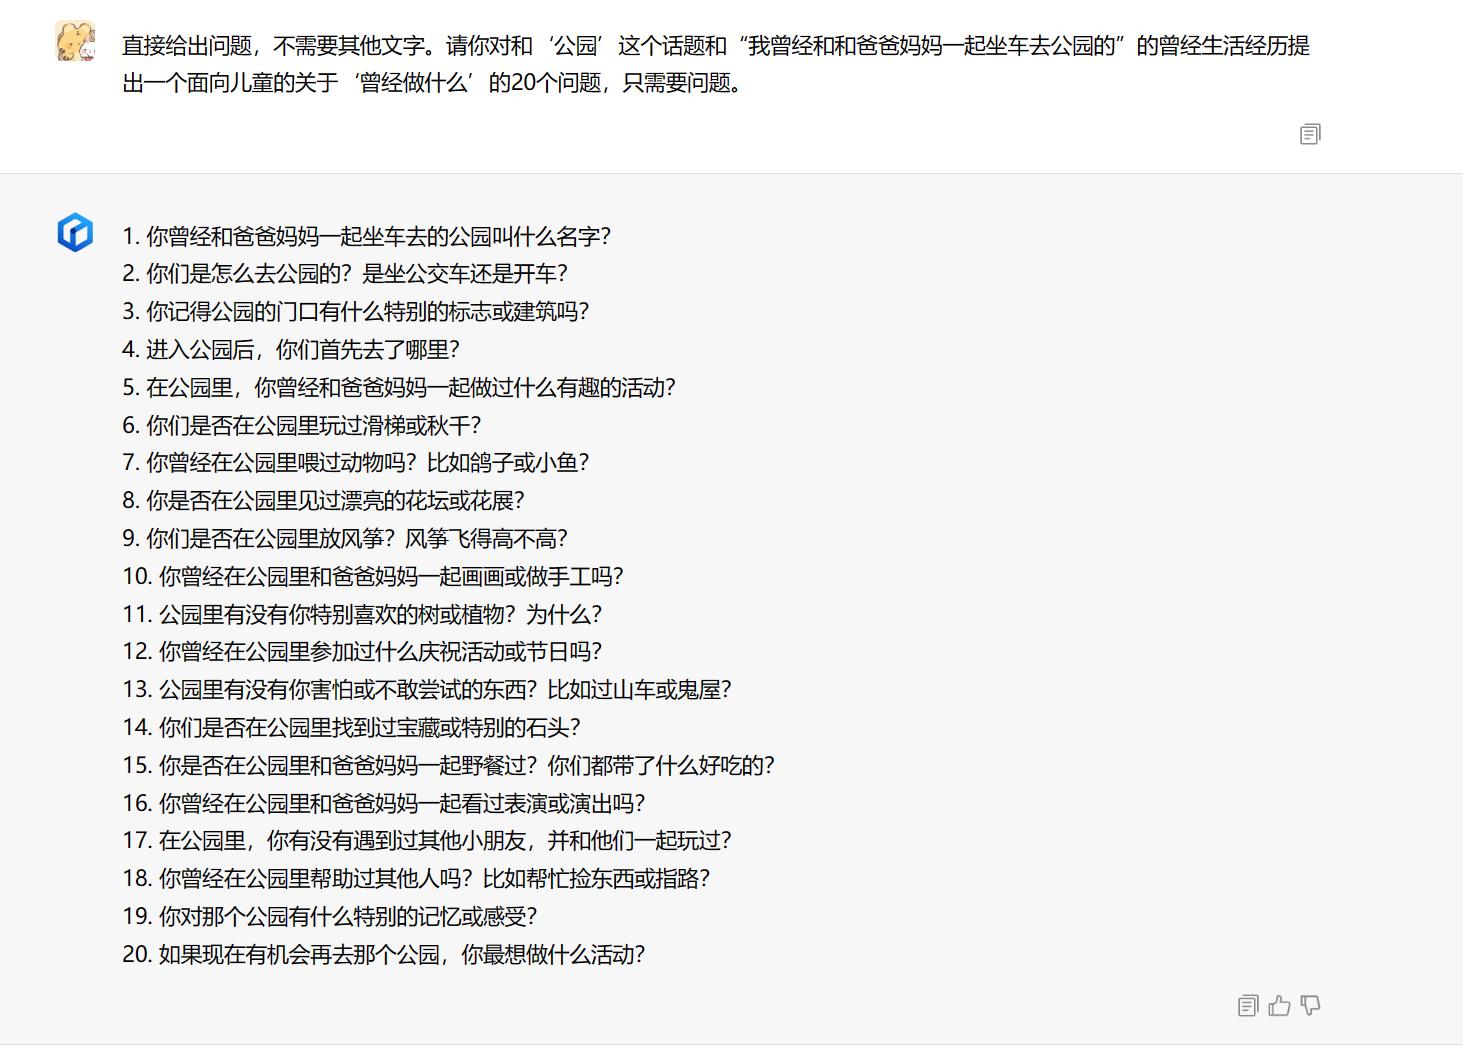 直接给出问题，不需要其他文字。请你对和‘公园’这个话题和“我曾经和和爸爸妈妈一起坐车去公园的”的曾经生活经历提
出一个面向儿童的关于‘曾经做什么’的20个问题，只需要问题。
1. 你曾经和爸爸妈妈一起坐车去的公园叫什么名字？
2. 你们是怎么去公园的？是坐公交车还是开车？
3. 你记得公园的门口有什么特别的标志或建筑吗？
4. 进入公园后，你们首先去了哪里？
5. 在公园里，你曾经和爸爸妈妈一起做过什么有趣的活动？
6. 你们是否在公园里玩过滑梯或秋千？
7. 你曾经在公园里喂过动物吗？比如鸽子或小鱼？
8. 你是否在公园里见过漂亮的花坛或花展？
9. 你们是否在公园里放风筝？风筝飞得高不高？
10. 你曾经在公园里和爸爸妈妈一起画画或做手工吗？
11. 公园里有没有你特别喜欢的树或植物？为什么？
12. 你曾经在公园里参加过什么庆祝活动或节日吗？
13. 公园里有没有你害怕或不敢尝试的东西？比如过山车或鬼屋？
14. 你们是否在公园里找到过宝藏或特别的石头？
15. 你是否在公园里和爸爸妈妈一起野餐过？你们都带了什么好吃的？
16. 你曾经在公园里和爸爸妈妈一起看过表演或演出吗？
17. 在公园里，你有没有遇到过其他小朋友，并和他们一起玩过？
18. 你曾经在公园里帮助过其他人吗？比如帮忙捡东西或指路？
19. 你对那个公园有什么特别的记忆或感受？
20. 如果现在有机会再去那个公园，你最想做什么活动？